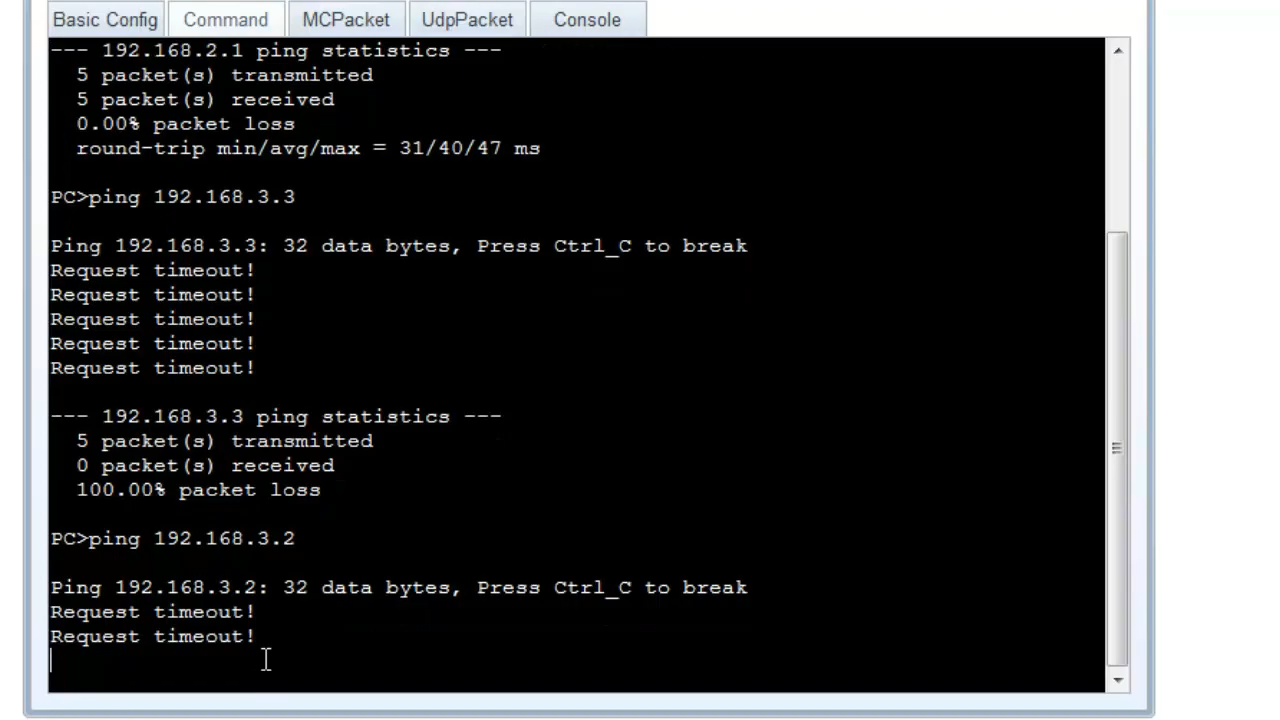 Basic Config Command MCPacket UdpPacket Console
--- 192.168.2.1 ping statistics ---
5 packet(s) transmitted
5 packet(s) received
0.00% packet loss
round-trip min/avg/max = 31/40/47 ms
PC>ping 192.168.3.3
Ping 192.168.3.3: 32 data bytes, Press Ctrl_C to break
Request timeout!
Request timeout!
Request timeout!
Request timeout!
Request timeout!
--- 192.168.3.3 ping statistics ---
5 packet(s) transmitted
0 packet(s) received
100.00% packet loss
PC>ping 192.168.3.2
Ping 192.168.3.2: 32 data bytes, Press Ctrl_C to break
Request timeout!
Request timeout!